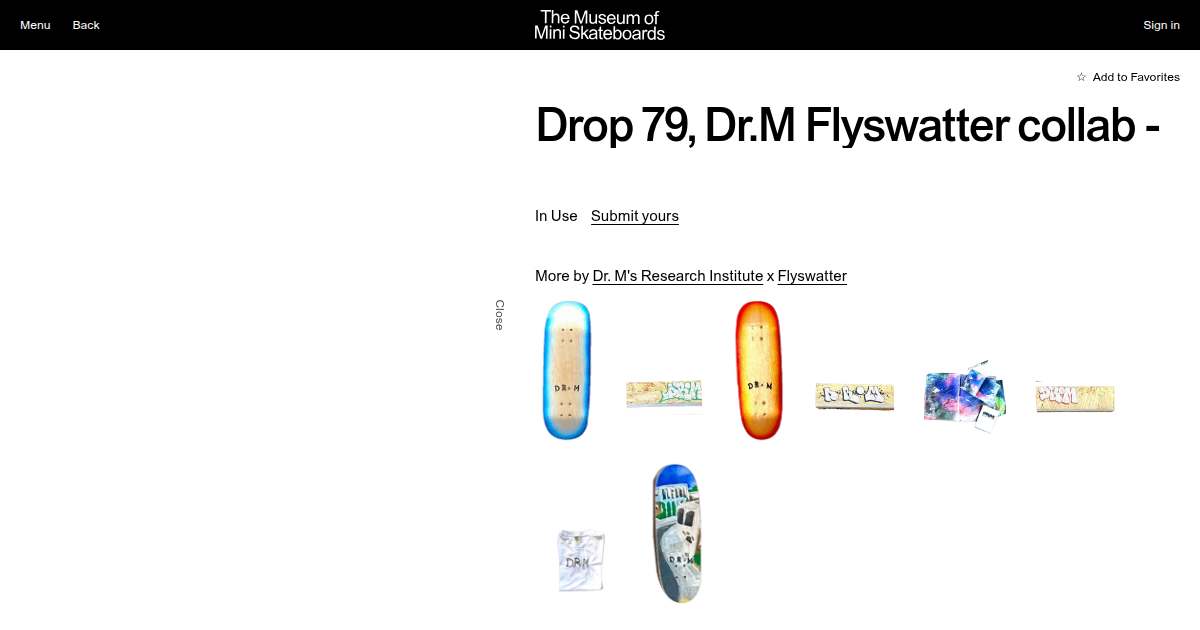 Menu
Back
The Museum of
Mini Skateboards
Sign in
☆ Add to Favorites
Drop 79, Dr.M Flyswatter collab -
In Use Submit yours
More by Dr. M's Research Institute x Flyswatter
Close
DR.M
DR.M
DR.M
DR.M